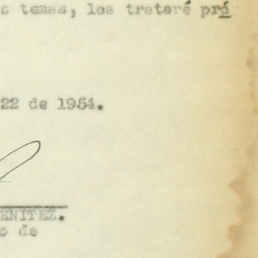 s temas, los trataré pró
22 de 1954.
ENITEZ.
o de